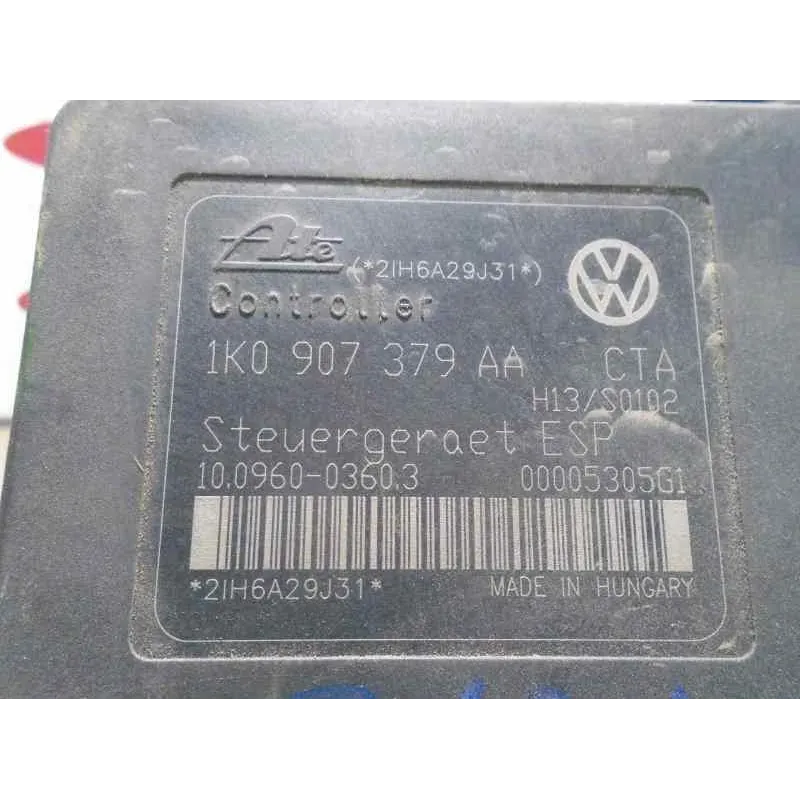 Ate (*2IH6A29J31*)
Controller
1K0 907 379 AA CTA
H13/S0102
Steuergeraet ESP
10.0960-0360.3 00005305G1
*2IH6A29J31* MADE IN HUNGARY